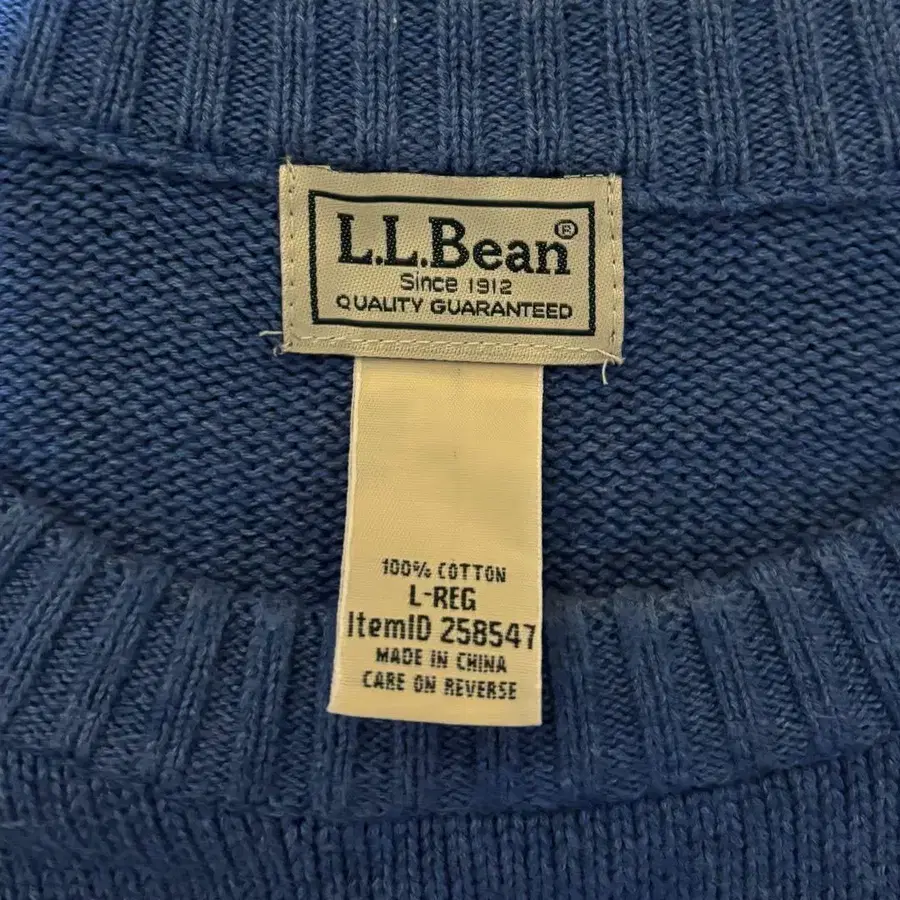 L.L.Bean®
Since 1912
QUALITY GUARANTEED
100% COTTON
L-REG
ItemID 258547
MADE IN CHINA
CARE ON REVERSE